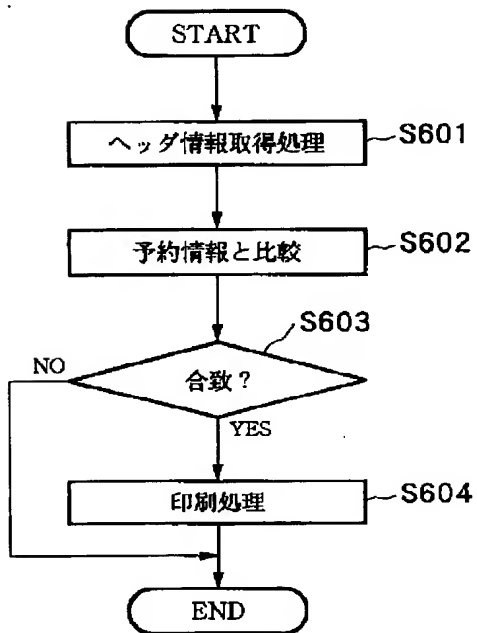 START
ヘッダ情報取得処理
S601
予約情報と比較
S602
S603
合致？
NO
YES
印刷処理
S604
END